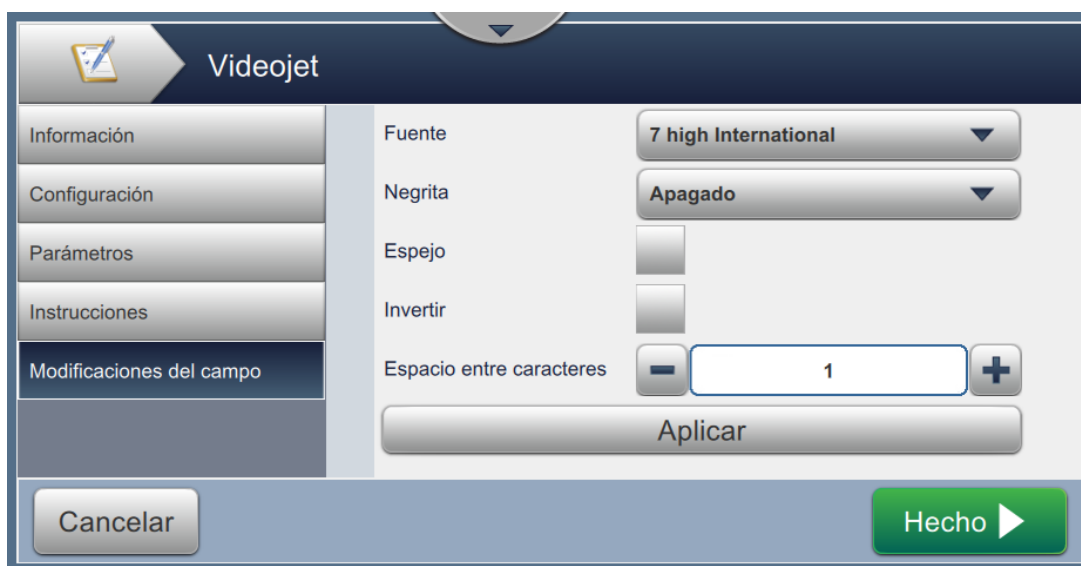 Videojet
Información
Configuración
Parámetros
Instrucciones
Modificaciones del campo
Fuente 7 high International
Negrita Apagado
Espejo
Invertir
Espacio entre caracteres 1
Aplicar
Cancelar
Hecho